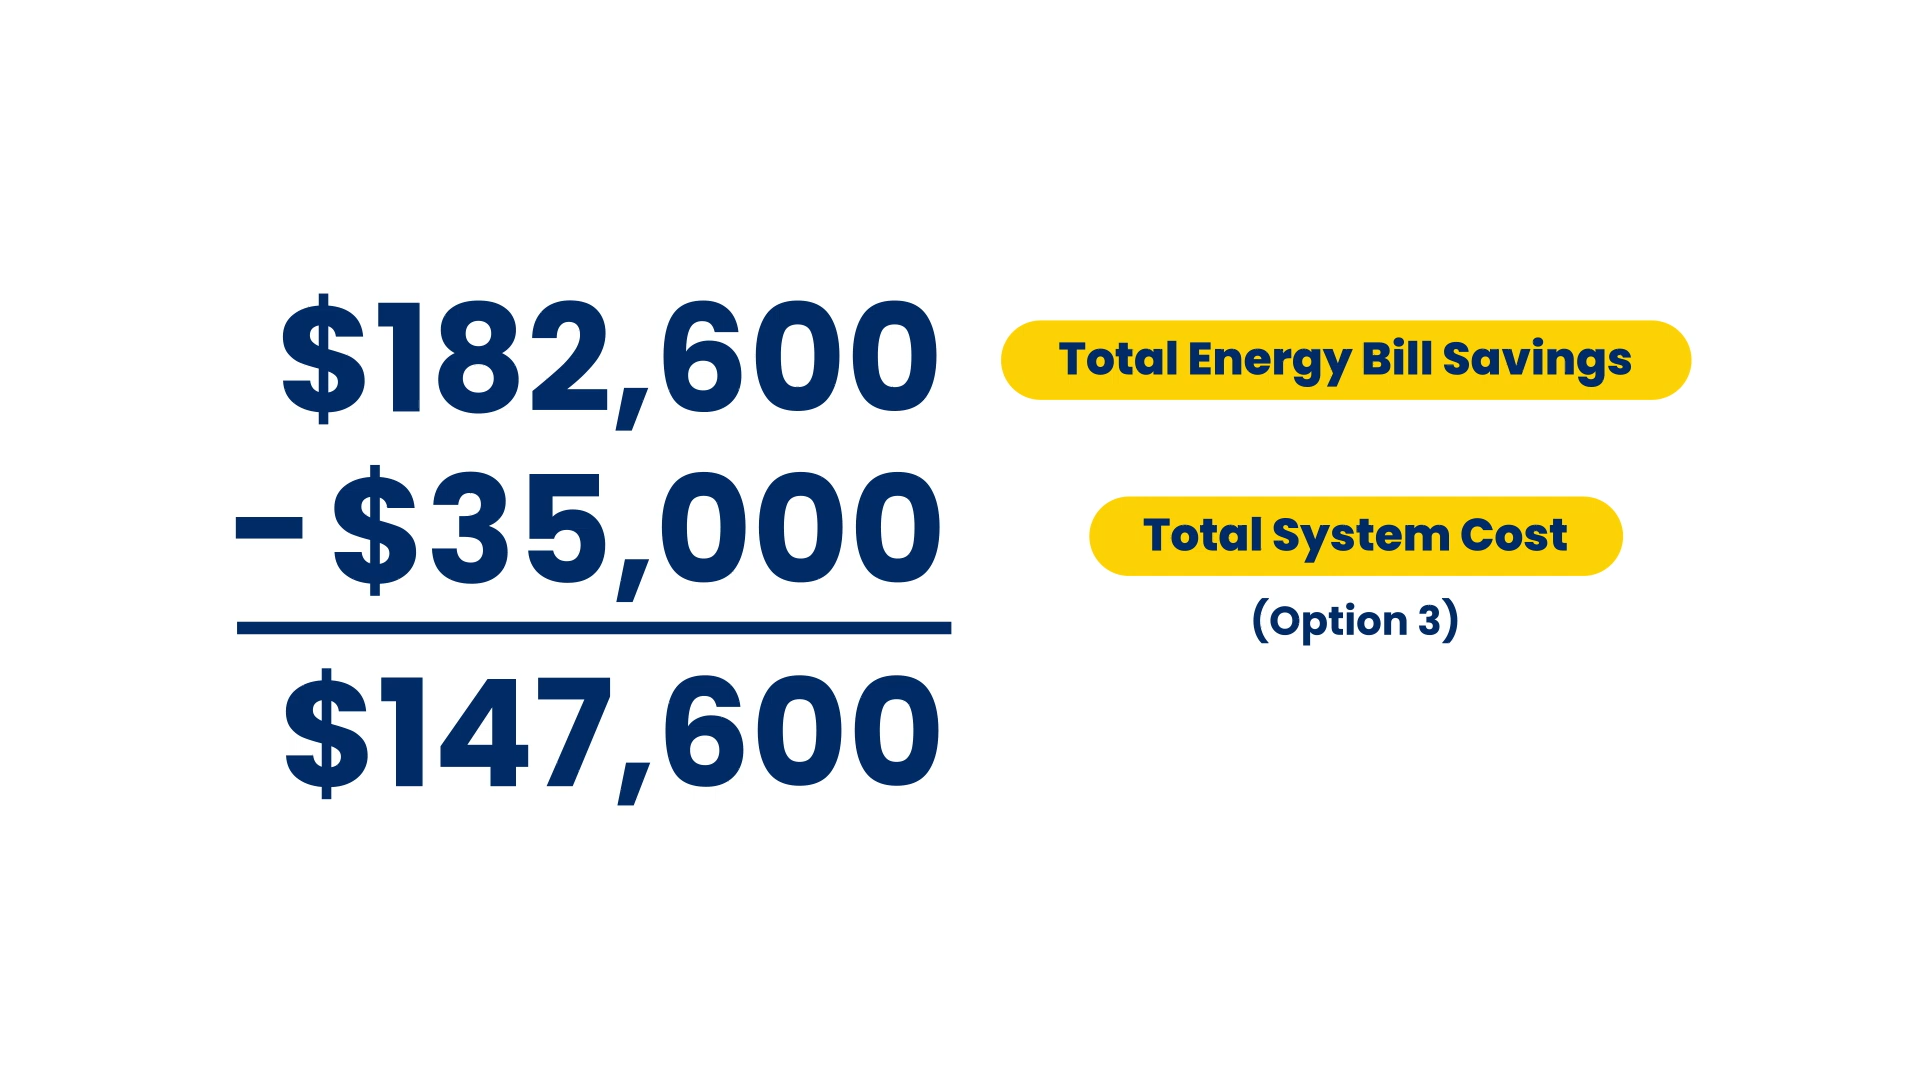 $182,600
Total Energy Bill Savings
-$35,000
Total System Cost
(Option 3)
$147,600